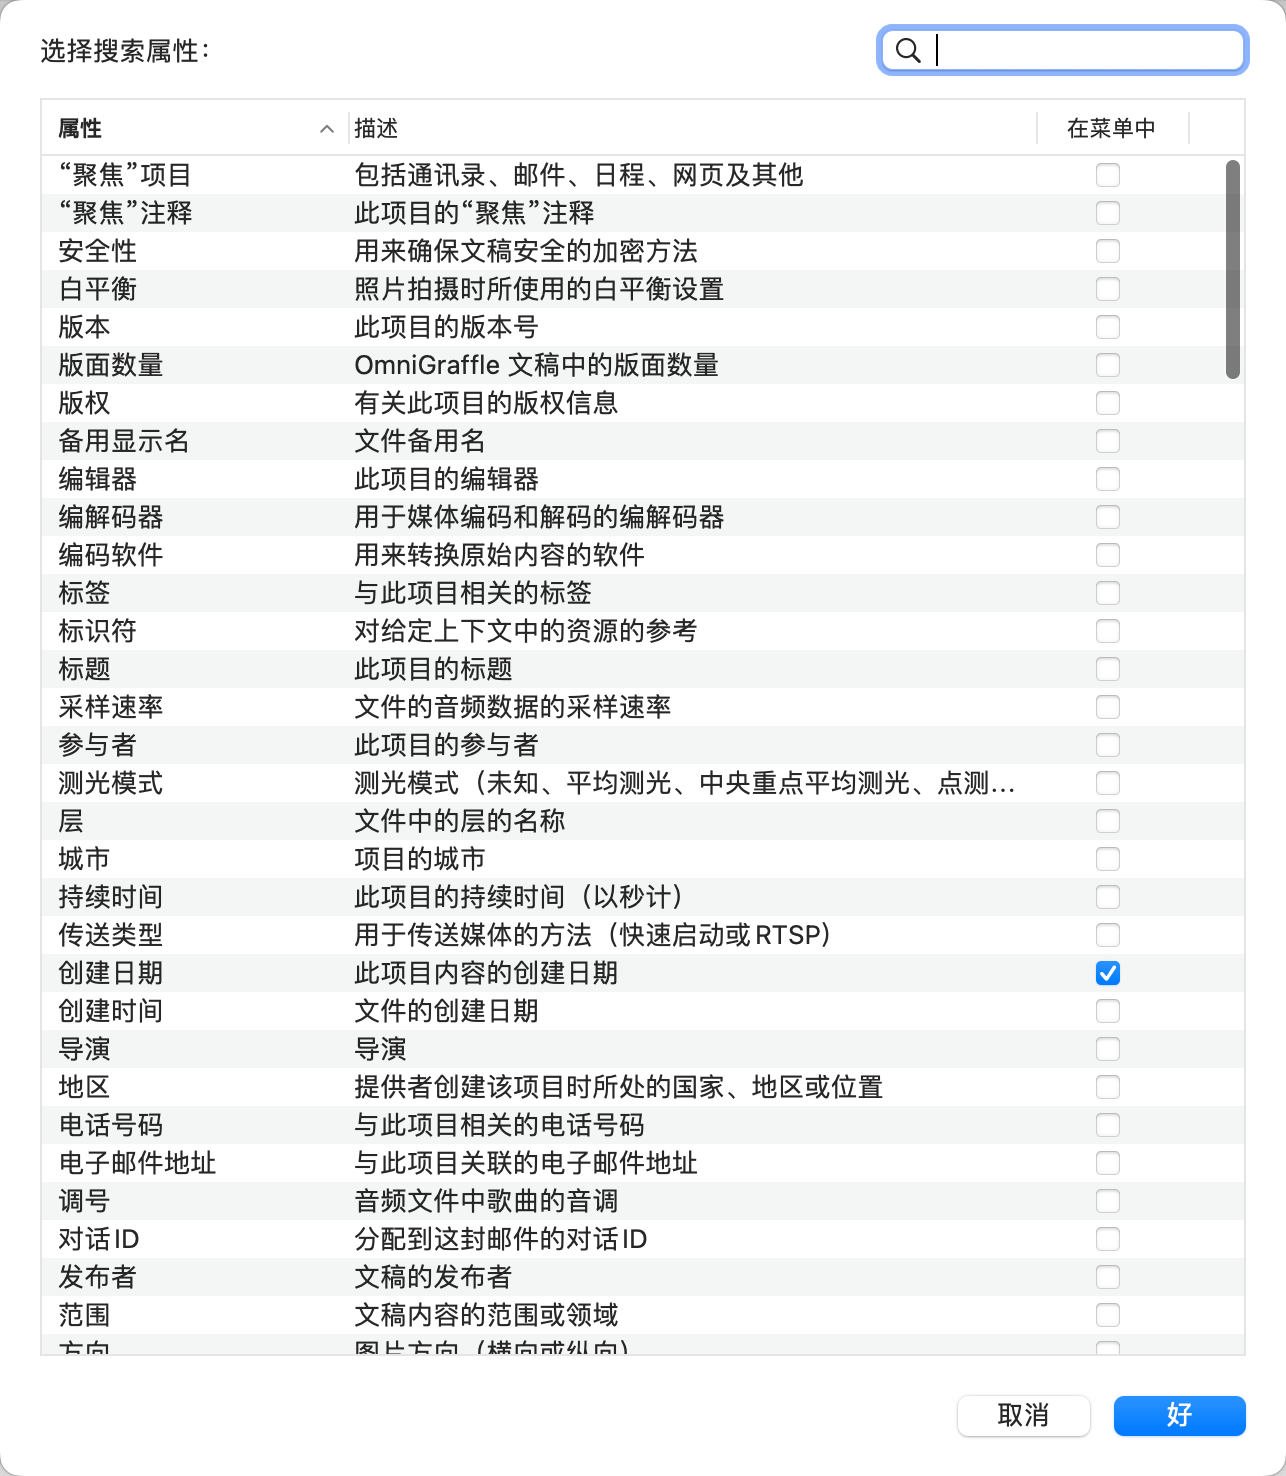 选择搜索属性：
属性 描述 在菜单中
“聚焦”项目 包括通讯录、邮件、日程、网页及其他
“聚焦”注释 此项目的“聚焦”注释
安全性 用来确保文稿安全的加密方法
白平衡 照片拍摄时所使用的白平衡设置
版本 此项目的版本号
版面数量 OmniGraffle 文稿中的版面数量
版权 有关此项目的版权信息
备用显示名 文件备用名
编辑器 此项目的编辑器
编解码器 用于媒体编码和解码的编解码器
编码软件 用来转换原始内容的软件
标签 与此项目相关的标签
标识符 对给定上下文中的资源的参考
标题 此项目的标题
采样速率 文件的音频数据的采样速率
参与者 此项目的参与者
测光模式 测光模式（未知、平均测光、中央重点平均测光、点测…
层 文件中的层的名称
城市 项目的城市
持续时间 此项目的持续时间（以秒计）
传送类型 用于传送媒体的方法（快速启动或 RTSP）
创建日期 此项目内容的创建日期
创建时间 文件的创建日期
导演 导演
地区 提供者创建该项目时所处的国家、地区或位置
电话号码 与此项目相关的电话号码
电子邮件地址 与此项目关联的电子邮件地址
调号 音频文件中歌曲的音调
对话 ID 分配到这封邮件的对话 ID
发布者 文稿的发布者
范围 文稿内容的范围或领域
方向 图片方向（横向或纵向）
取消 好